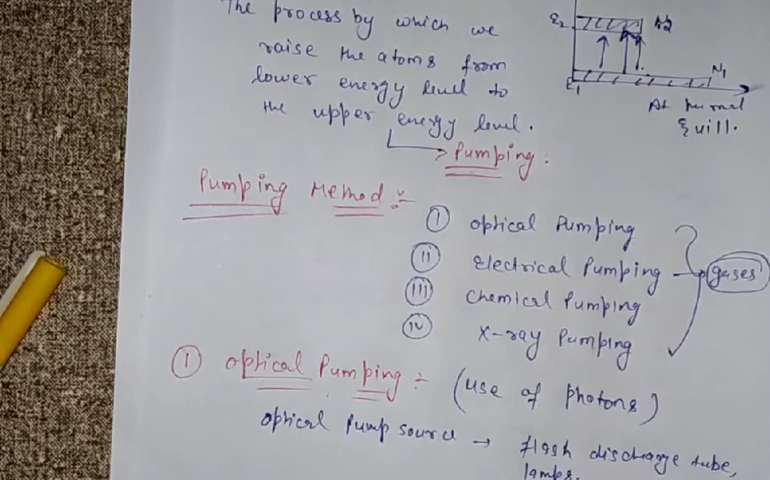 The process by which we
raise the atoms from
lower energy level to
the upper energy level.
Pumping.
E2
N2
E1
N1
At thermal
Equill.
Pumping Method :-
(I) optical Pumping
(II) Electrical Pumping
(III) Chemical Pumping
(IV) X-ray Pumping
gases
(I) Optical Pumping :- (Use of Photons)
Optical Pump source → flash discharge tube,
lamps.